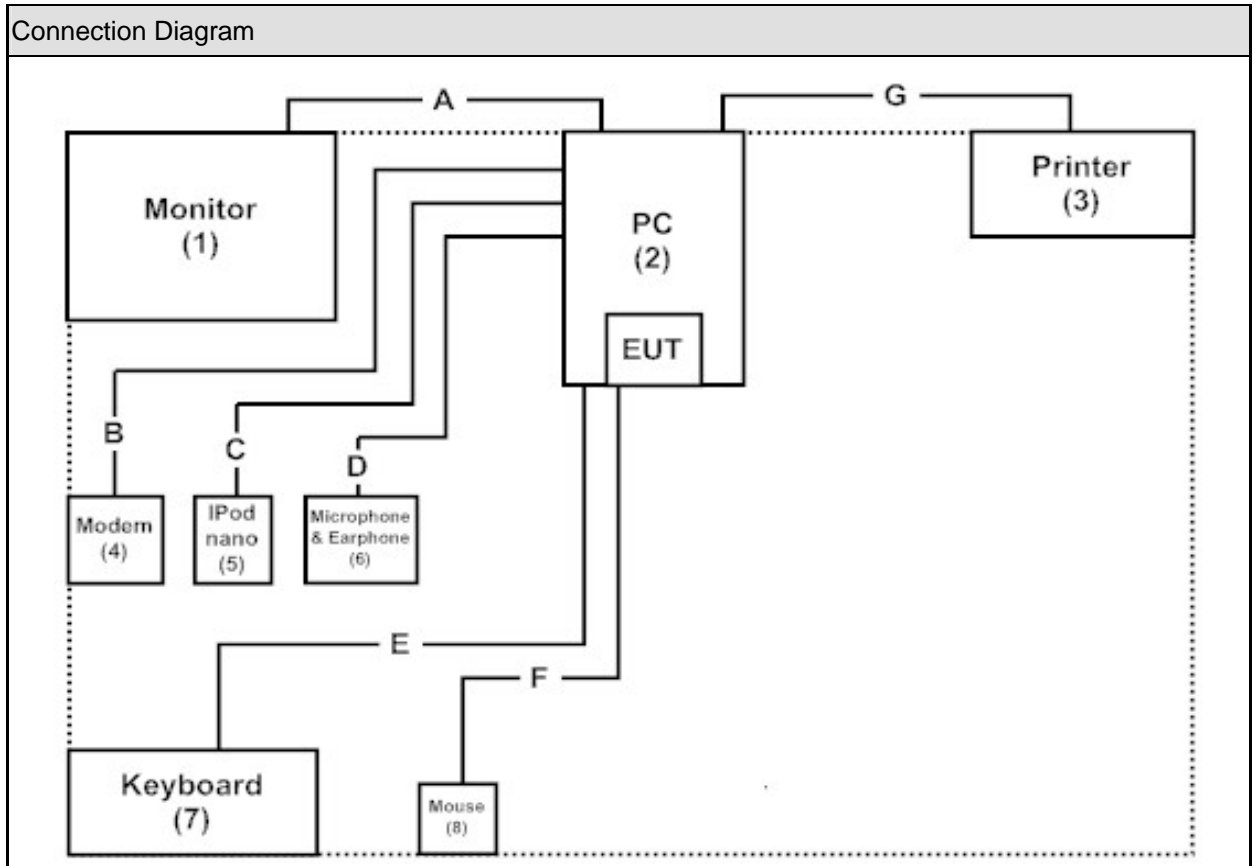 Connection Diagram
A
G
Monitor
(1)
PC
(2)
Printer
(3)
EUT
B
C
D
Modem
(4)
IPod
nano
(5)
Microphone
& Earphone
(6)
E
F
Keyboard
(7)
Mouse
(8)